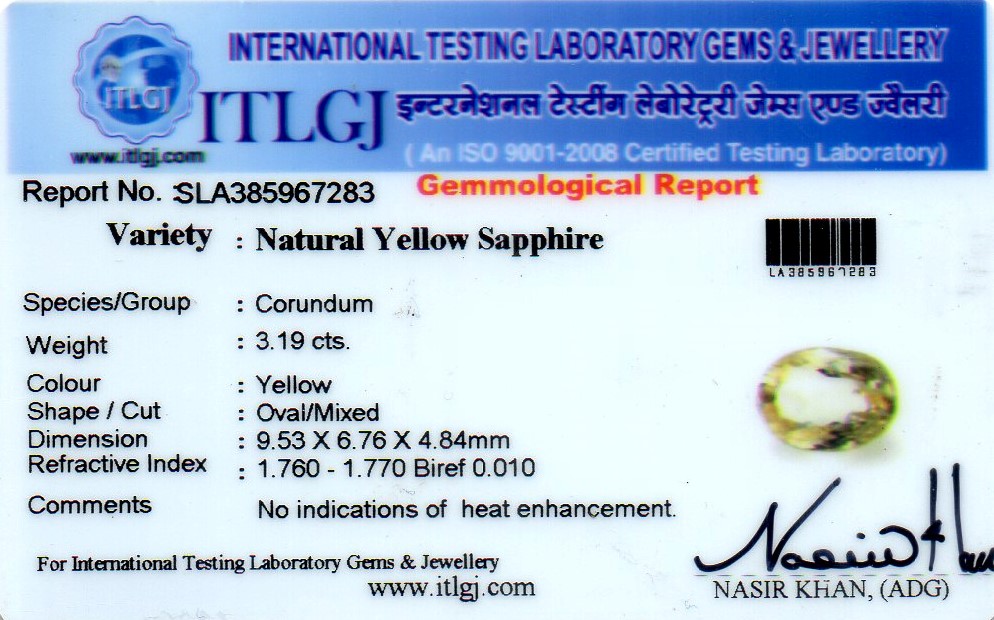 INTERNATIONAL TESTING LABORATORY GEMS & JEWELLERY
ITLGJ
ITLGJ इन्टरनेशनल टेस्टींग लेबोरेट्ररी जेम्स एण्ड ज्वैलरी
www.itlgj.com
( An ISO 9001-2008 Certified Testing Laboratory)
Report No. :SLA385967283
Gemmological Report
Variety : Natural Yellow Sapphire
LA385967283
Species/Group : Corundum
Weight : 3.19 cts.
Colour : Yellow
Shape / Cut : Oval/Mixed
Dimension : 9.53 X 6.76 X 4.84mm
Refractive Index : 1.760 - 1.770 Biref 0.010
Comments No indications of heat enhancement.
For International Testing Laboratory Gems & Jewellery
www.itlgj.com
NASIR KHAN, (ADG)